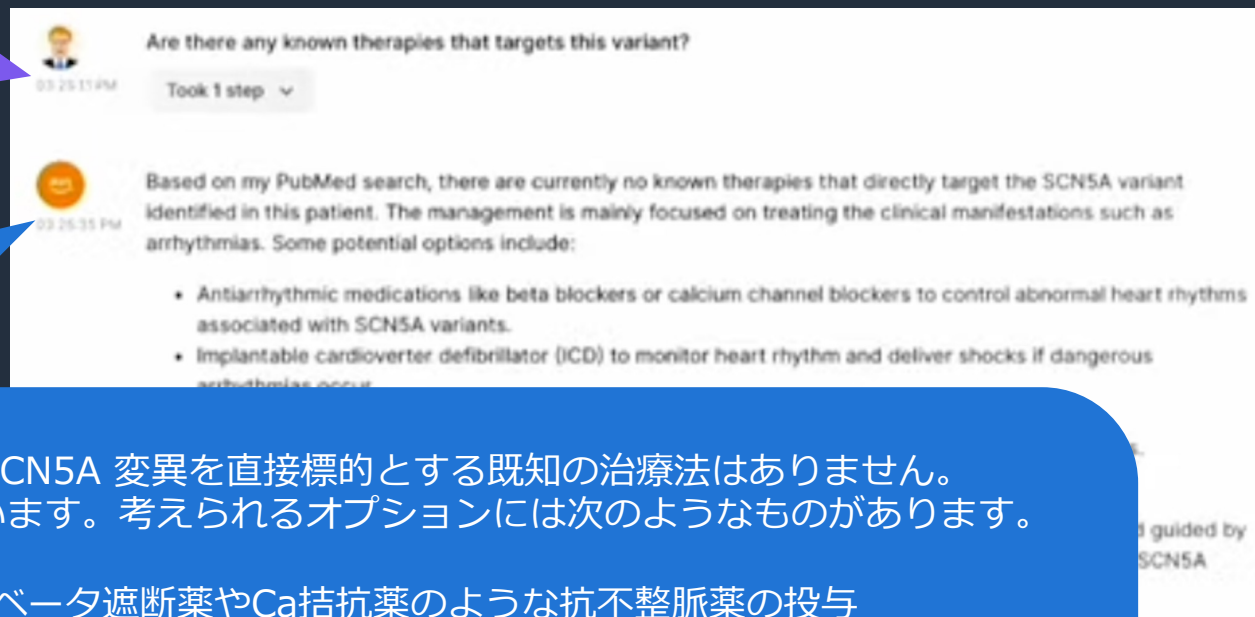 Are there any known therapies that targets this variant?
03:25:17 PM
Took 1 step
Based on my PubMed search, there are currently no known therapies that directly target the SCN5A variant
identified in this patient. The management is mainly focused on treating the clinical manifestations such as
03:25:35 PM
arrhythmias. Some potential options include:
• Antiarrhythmic medications like beta blockers or calcium channel blockers to control abnormal heart rhythms
associated with SCN5A variants.
• Implantable cardioverter defibrillator (ICD) to monitor heart rhythm and deliver shocks if dangerous
arrhythmias occur
CN5A 変異を直接標的とする既知の治療法はありません。
います。考えられるオプションには次のようなものがあります。
guided by
SCN5A
ベータ遮断薬やCa拮抗薬のような抗不整脈薬の投与